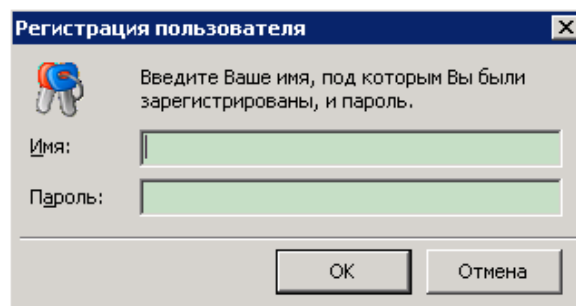 Регистрация пользователя
Введите Ваше имя, под которым Вы были
зарегистрированы, и пароль.
Имя:
Пароль:
OK
Отмена